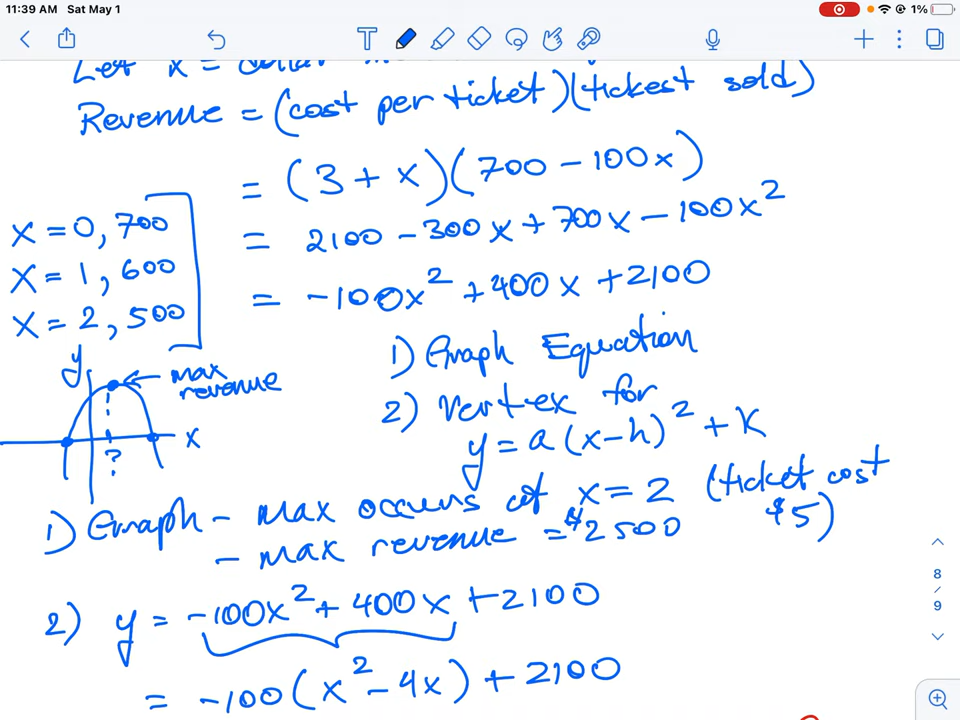 11:39 AM Sat May 1
1%
Let x = dollar
Revenue = (cost per ticket)(tickest sold)
= (3 + x)(700 - 100x)
= 2100 - 300x + 700x - 100x²
= -100x² + 400x + 2100
x = 0, 700
x = 1, 600
x = 2, 500
1) Graph Equation
2) Vertex for
y = a(x-h)² + k
y
max
revenue
x
?
1) Graph - max occurs at x = 2 (ticket cost $5)
- max revenue = $2500
2) y = -100x² + 400x + 2100
= -100(x² - 4x) + 2100
8
/
9